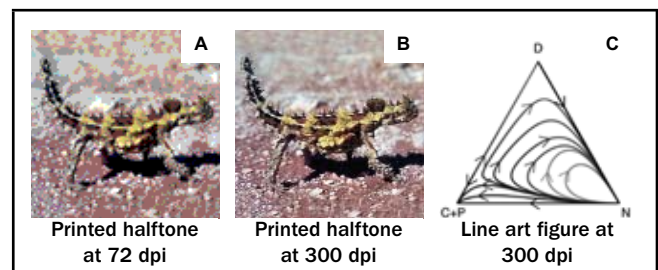 A
B
C
D
C+P
N
Printed halftone
at 72 dpi
Printed halftone
at 300 dpi
Line art figure at
300 dpi